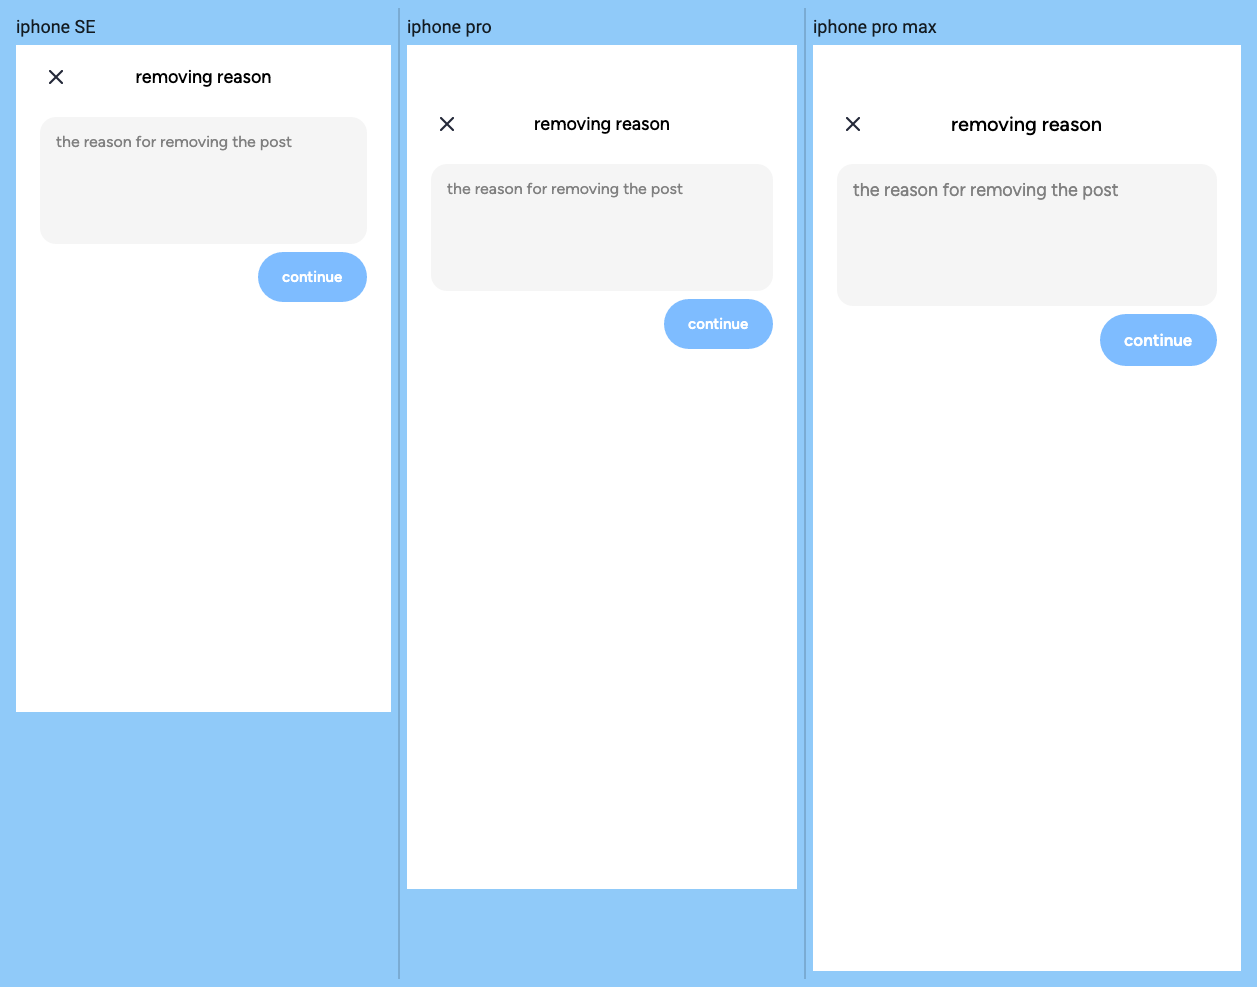 iphone SE
removing reason
the reason for removing the post
continue
iphone pro
removing reason
the reason for removing the post
continue
iphone pro max
removing reason
the reason for removing the post
continue